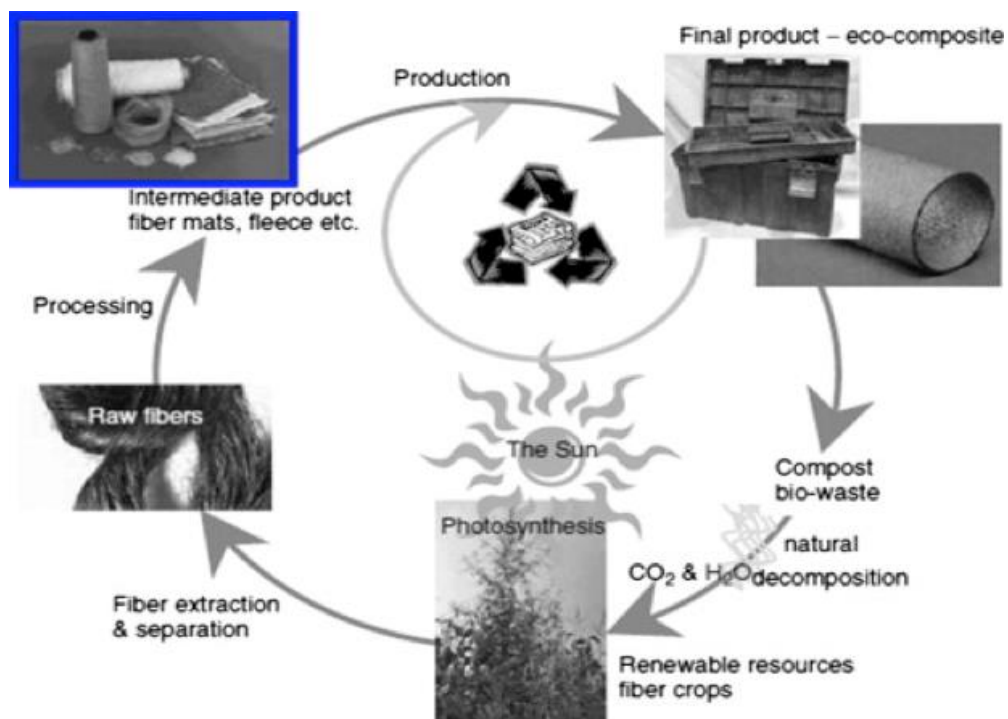 Final product – eco-composite
Production
Intermediate product
fiber mats, fleece etc.
Processing
Raw fibers
The Sun
Compost
bio-waste
Photosynthesis
natural
CO₂ & H₂O decomposition
Fiber extraction
& separation
Renewable resources
fiber crops